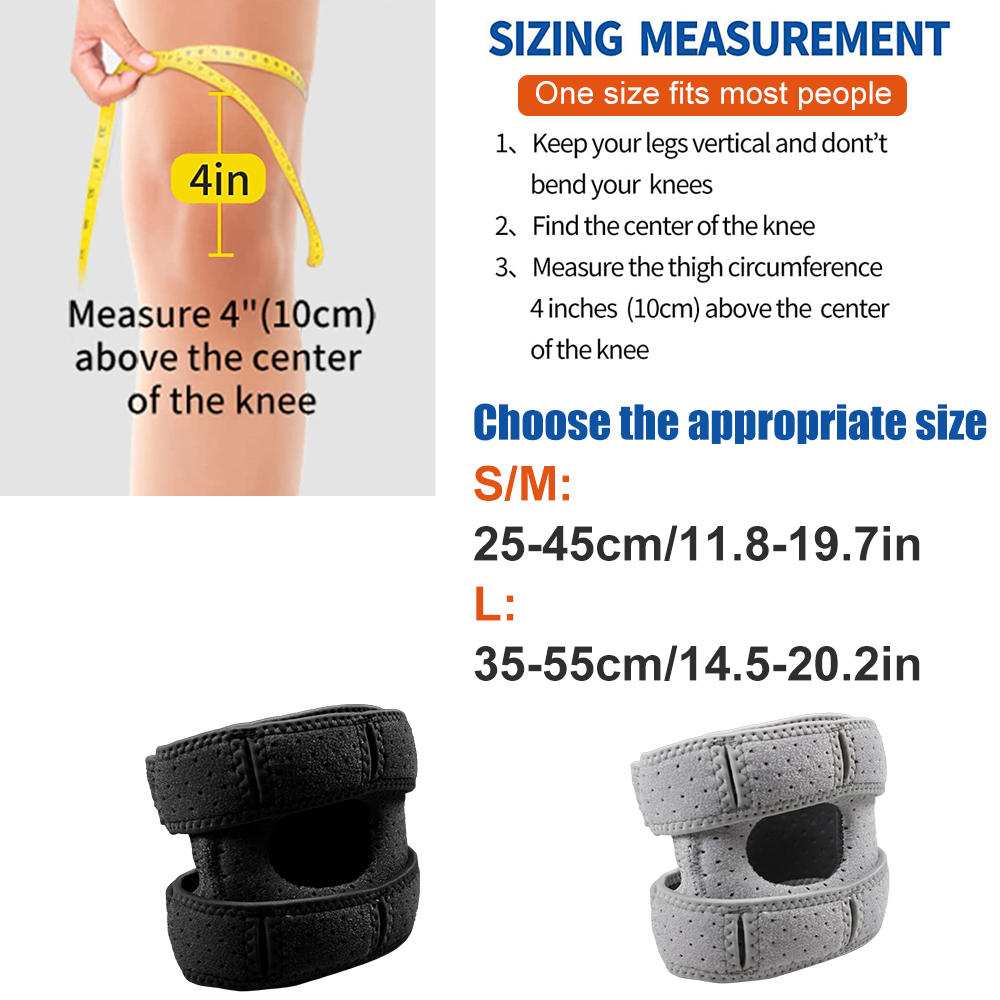 4in
Measure 4"(10cm)
above the center
of the knee
SIZING MEASUREMENT
One size fits most people
1、Keep your legs vertical and dont't
bend your knees
2、Find the center of the knee
3、Measure the thigh circumference
4 inches (10cm) above the center
of the knee
Choose the appropriate size
S/M:
25-45cm/11.8-19.7in
L:
35-55cm/14.5-20.2in